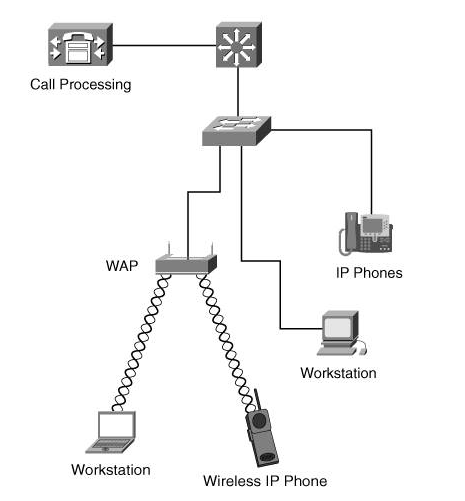 Call Processing
WAP
IP Phones
Workstation
Workstation
Wireless IP Phone